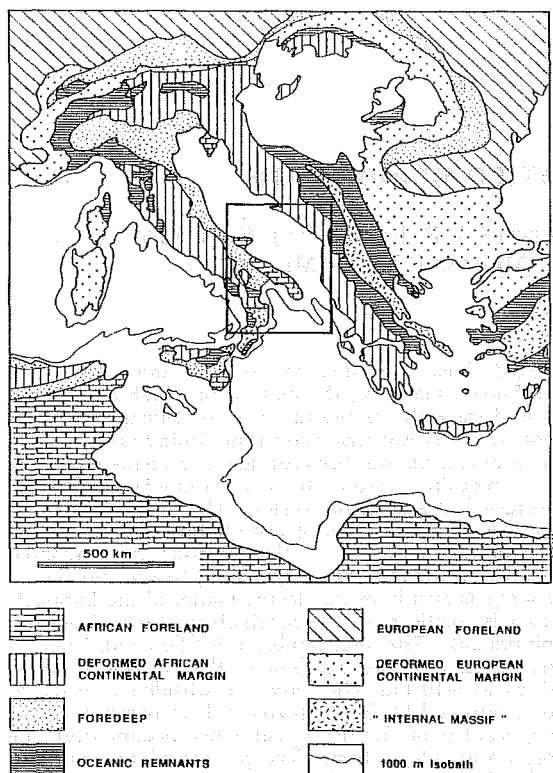 500 km
AFRICAN FORELAND
DEFORMED AFRICAN
CONTINENTAL MARGIN
FOREDEEP
OCEANIC REMNANTS
EUROPEAN FORELAND
DEFORMED EUROPEAN
CONTINENTAL MARGIN
" INTERNAL MASSIF "
1000 m Isobath